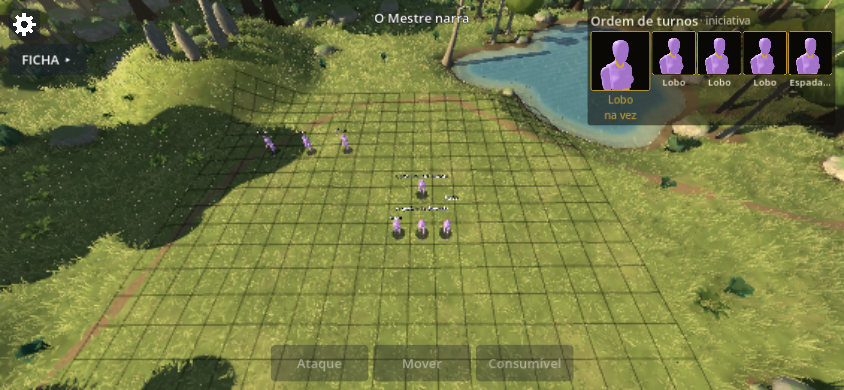 O Mestre narra
Ordem de turnos · iniciativa
FICHA
Lobo
na vez
Lobo
Lobo
Lobo
Espada...
Ataque
Mover
Consumível